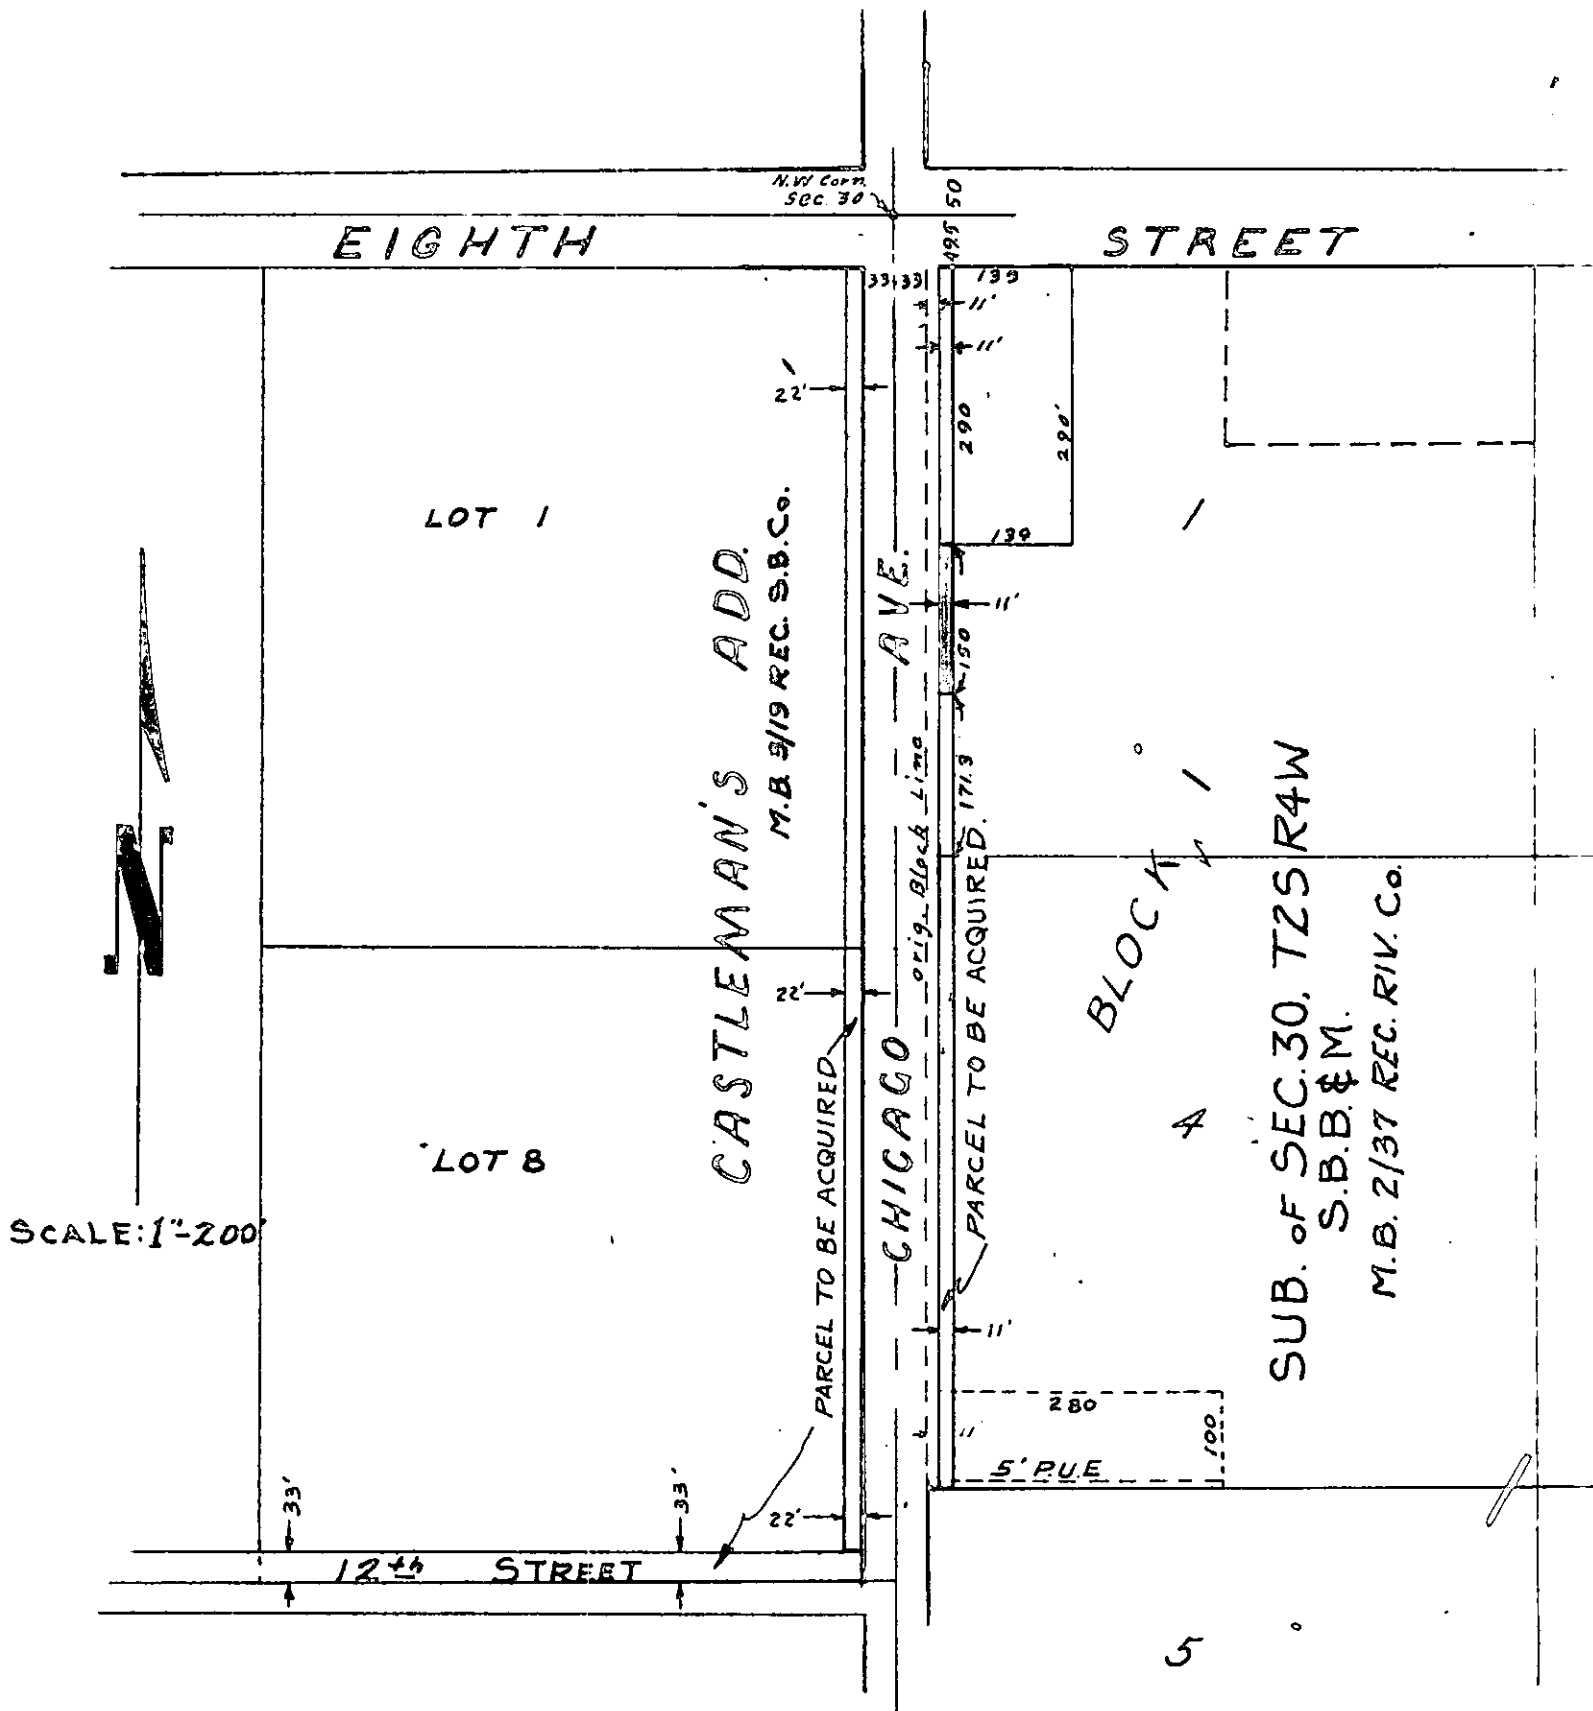 N.W Corn.
Sec. 30
50
49.5
EIGHTH STREET
33 33
139
11'
11'
22'
290
290'
LOT 1
1
139
CASTLEMAN'S ADD.
M.B. 3/19 REC. S.B.Co.
11'
150
171.3
CHICAGO AVE.
orig. Block Line
PARCEL TO BE ACQUIRED.
BLOCK 1
SUB. OF SEC. 30, T2S R4W
S.B.B.&M.
M.B. 2/37 REC. RIV. Co.
N
22'
PARCEL TO BE ACQUIRED
4
LOT 8
SCALE: 1"-200'
11'
280
100
11
5' P.U.E
33'
33'
22'
12th STREET
5